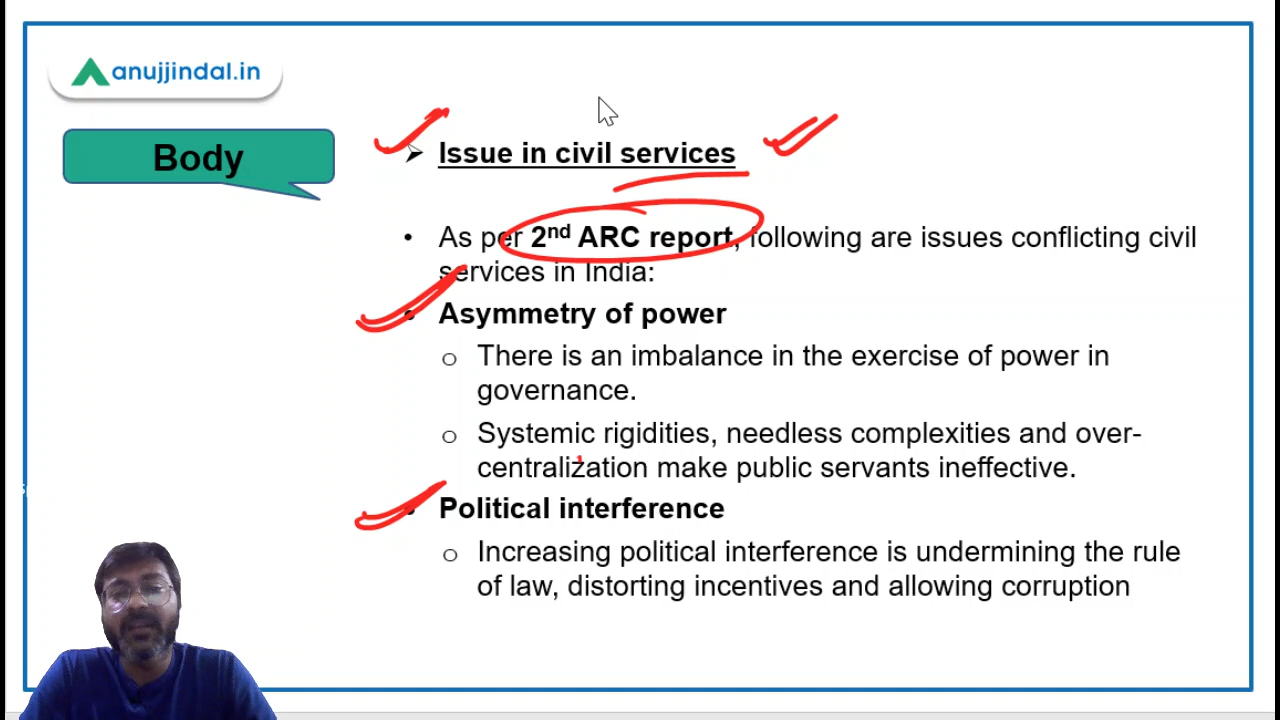 anujjindal.in
Body
Issue in civil services
As per 2nd ARC report, following are issues conflicting civil
services in India:
Asymmetry of power
There is an imbalance in the exercise of power in
governance.
Systemic rigidities, needless complexities and over-
centralization make public servants ineffective.
Political interference
Increasing political interference is undermining the rule
of law, distorting incentives and allowing corruption